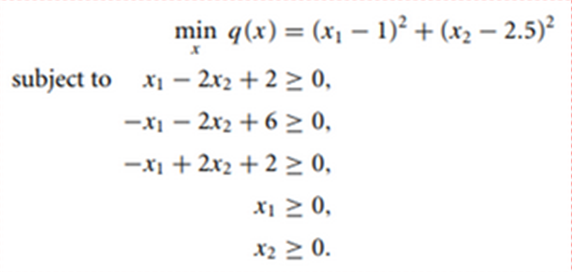 min q(x) = (x₁ − 1)² + (x₂ − 2.5)²
x
subject to x₁ − 2x₂ + 2 ≥ 0,
−x₁ − 2x₂ + 6 ≥ 0,
−x₁ + 2x₂ + 2 ≥ 0,
x₁ ≥ 0,
x₂ ≥ 0.